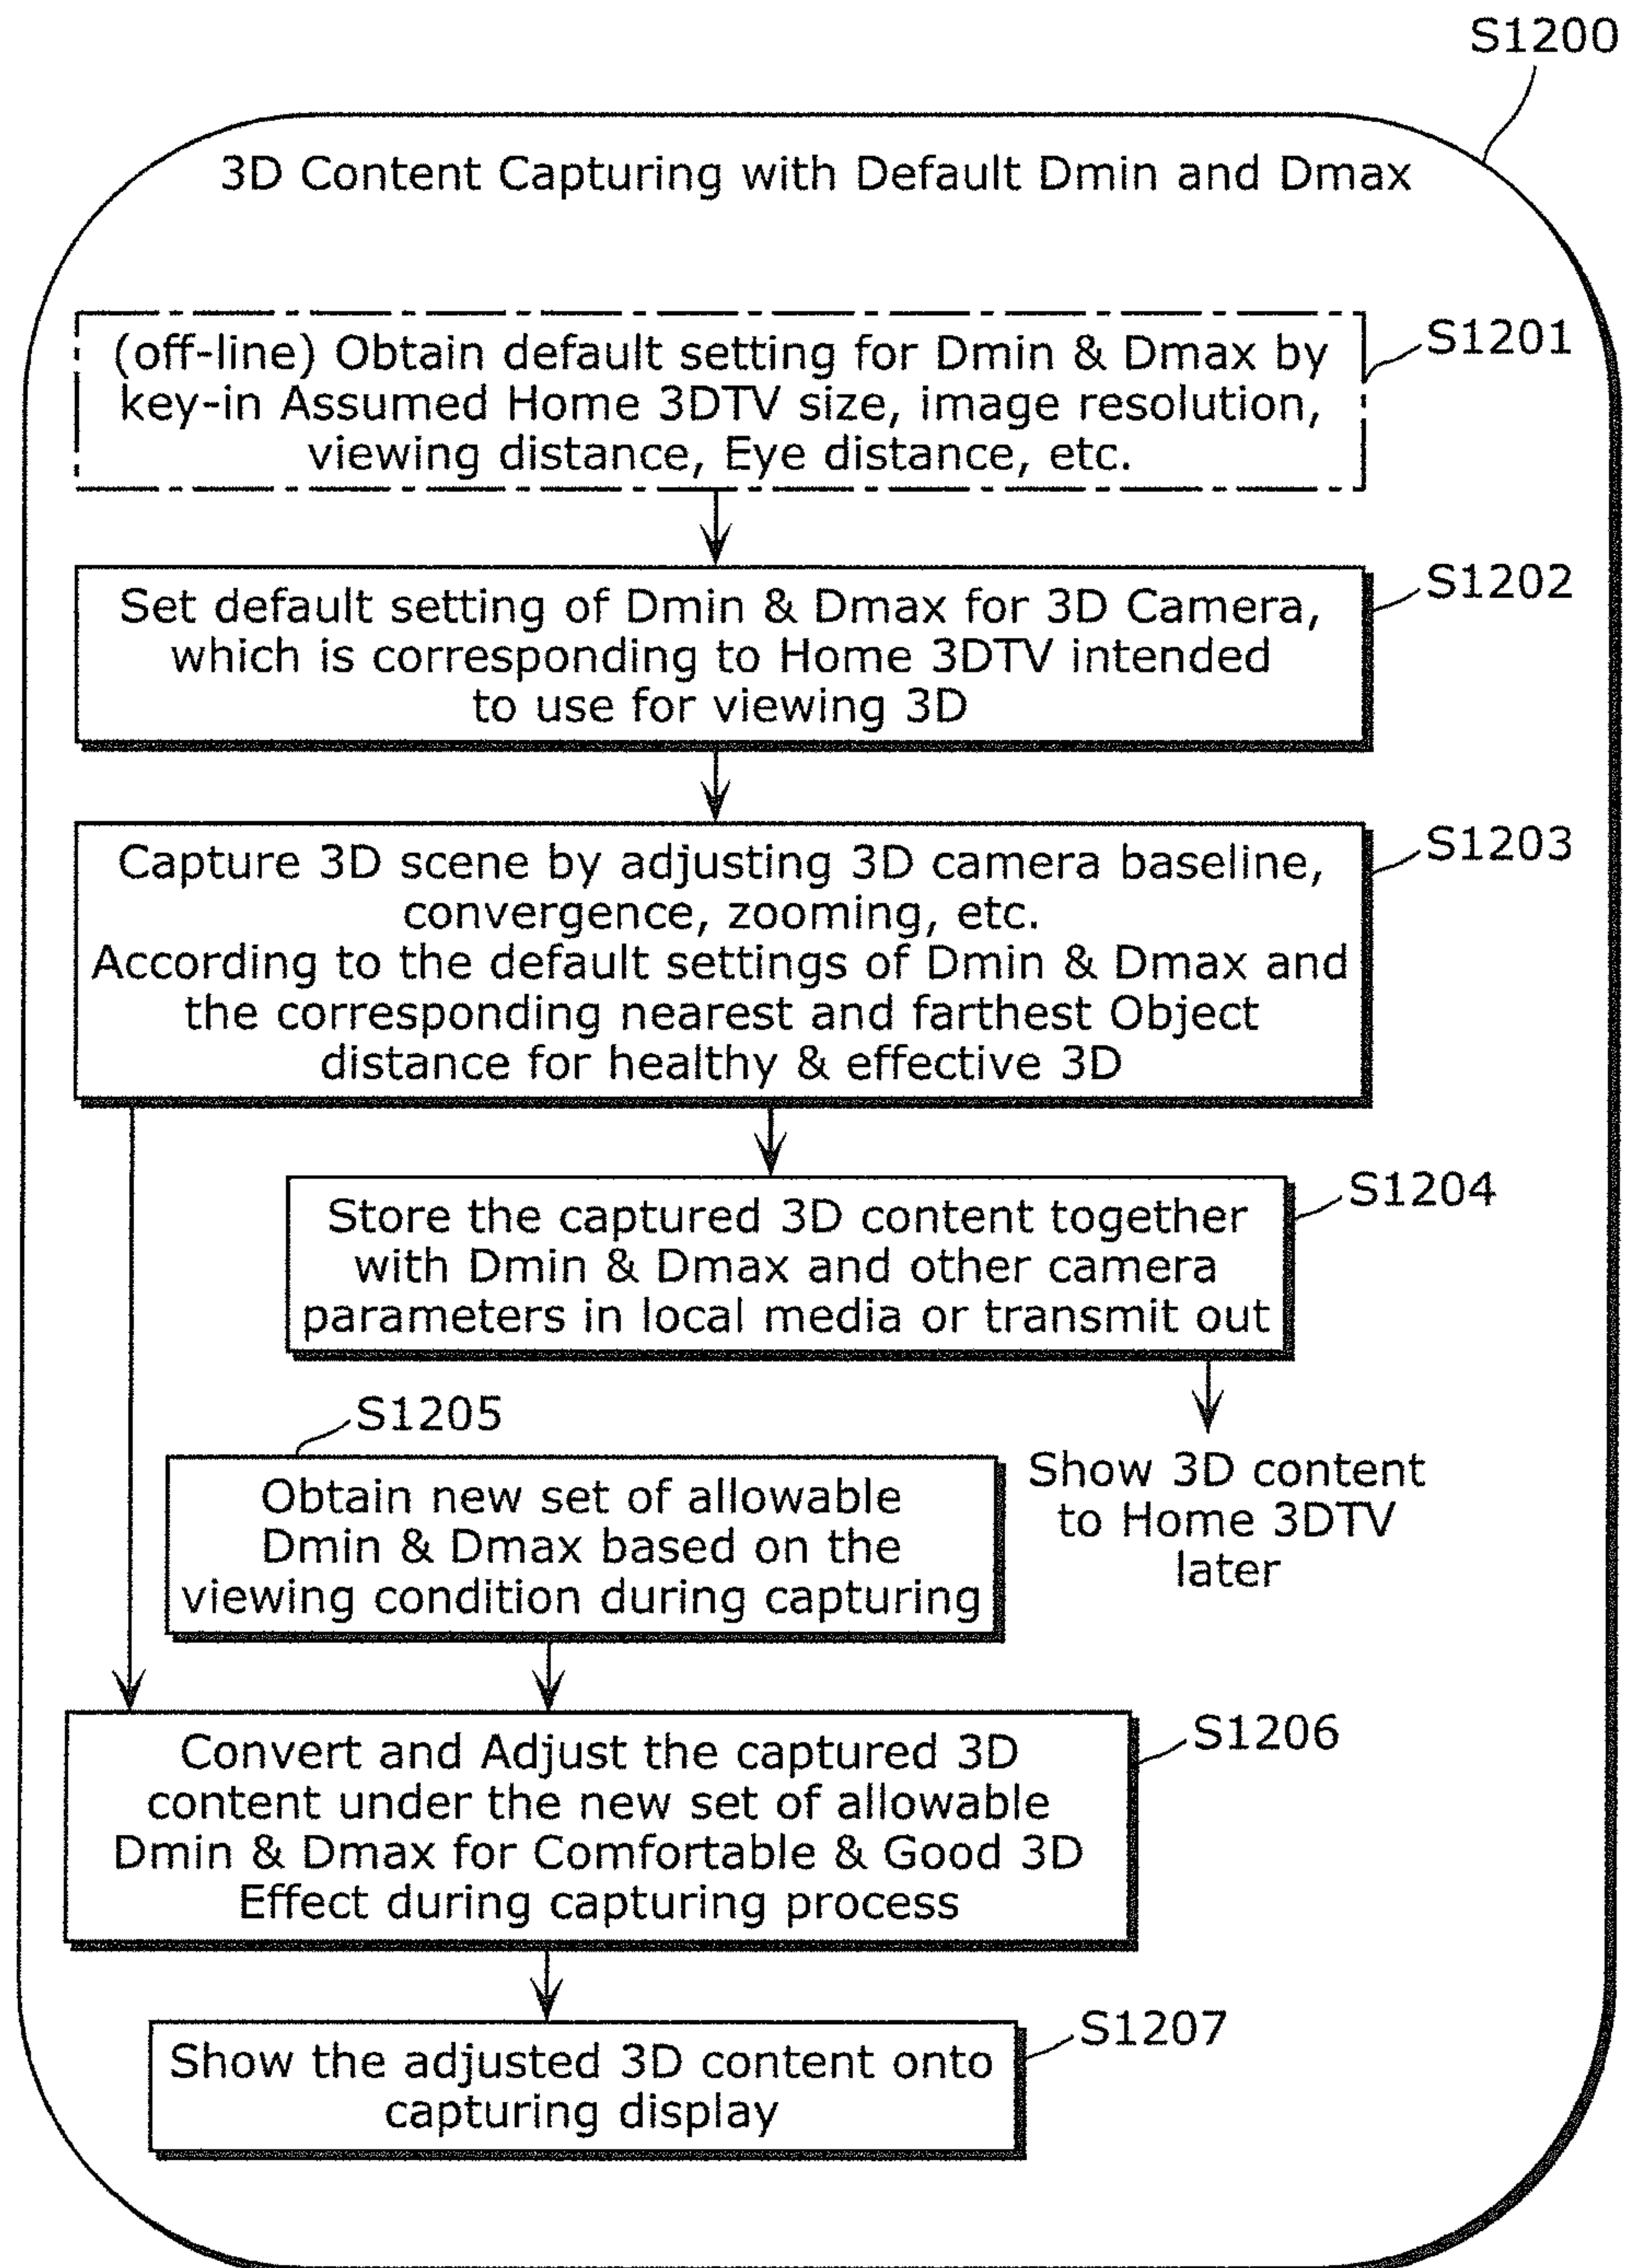 S1200
3D Content Capturing with Default Dmin and Dmax
S1201
(off-line) Obtain default setting for Dmin & Dmax by
key-in Assumed Home 3DTV size, image resolution,
viewing distance, Eye distance, etc.
S1202
Set default setting of Dmin & Dmax for 3D Camera,
which is corresponding to Home 3DTV intended
to use for viewing 3D
S1203
Capture 3D scene by adjusting 3D camera baseline,
convergence, zooming, etc.
According to the default settings of Dmin & Dmax and
the corresponding nearest and farthest Object
distance for healthy & effective 3D
S1204
Store the captured 3D content together
with Dmin & Dmax and other camera
parameters in local media or transmit out
S1205
Obtain new set of allowable
Dmin & Dmax based on the
viewing condition during capturing
Show 3D content
to Home 3DTV
later
S1206
Convert and Adjust the captured 3D
content under the new set of allowable
Dmin & Dmax for Comfortable & Good 3D
Effect during capturing process
S1207
Show the adjusted 3D content onto
capturing display